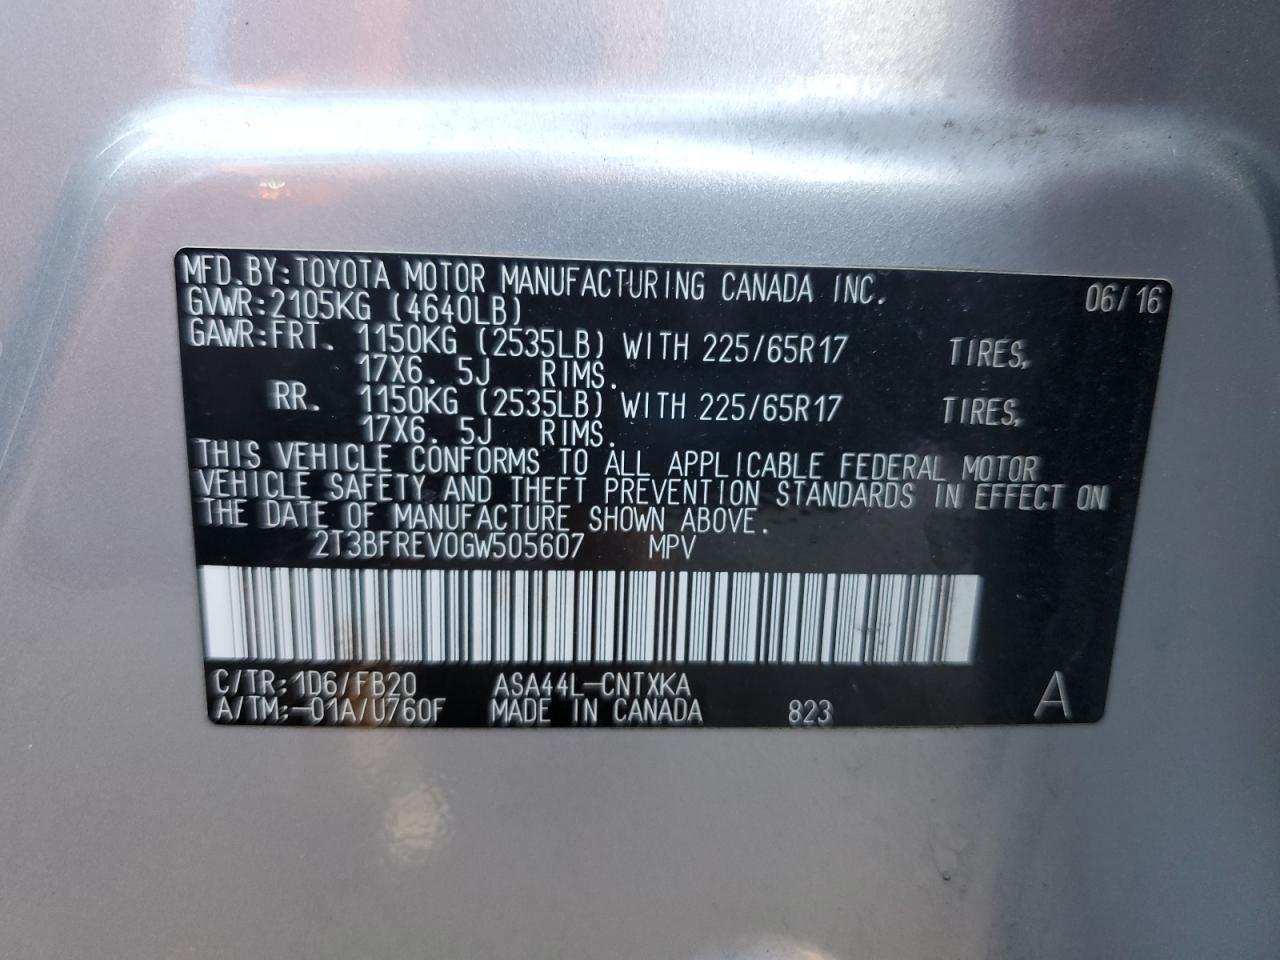 MFD.BY:TOYOTA MOTOR MANUFACTURING CANADA INC. 06/16
GVWR:2105KG (4640LB)
GAWR:FRT. 1150KG (2535LB) WITH 225/65R17 TIRES,
17X6. 5J RIMS.
RR. 1150KG (2535LB) WITH 225/65R17 TIRES,
17X6. 5J RIMS.
THIS VEHICLE CONFORMS TO ALL APPLICABLE FEDERAL MOTOR
VEHICLE SAFETY AND THEFT PREVENTION STANDARDS IN EFFECT ON
THE DATE OF MANUFACTURE SHOWN ABOVE.
2T3BFREV0GW505607 MPV
C/TR:1D6/FB20 ASA44L-CNTXKA
A/TM:-01A/U760F MADE IN CANADA 823 A